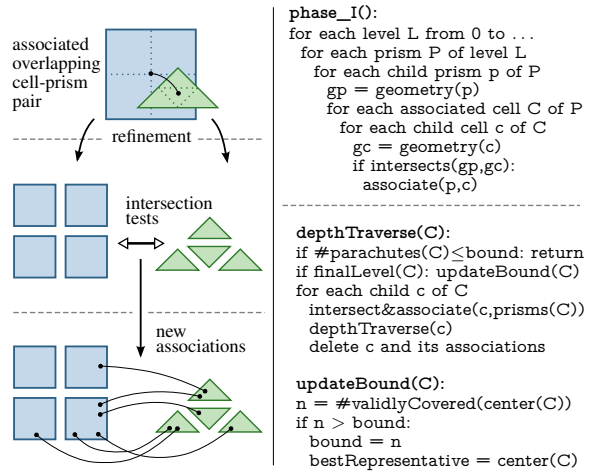 associated
overlapping
cell-prism
pair
refinement
intersection
tests
new
associations
phase_I():
for each level L from 0 to ...
for each prism P of level L
for each child prism p of P
gp = geometry(p)
for each associated cell C of P
for each child cell c of C
gc = geometry(c)
if intersects(gp,gc):
associate(p,c)
depthTraverse(C):
if #parachutes(C)≤bound: return
if finalLevel(C): updateBound(C)
for each child c of C
intersect&associate(c,prisms(C))
depthTraverse(c)
delete c and its associations
updateBound(C):
n = #validlyCovered(center(C))
if n > bound:
bound = n
bestRepresentative = center(C)